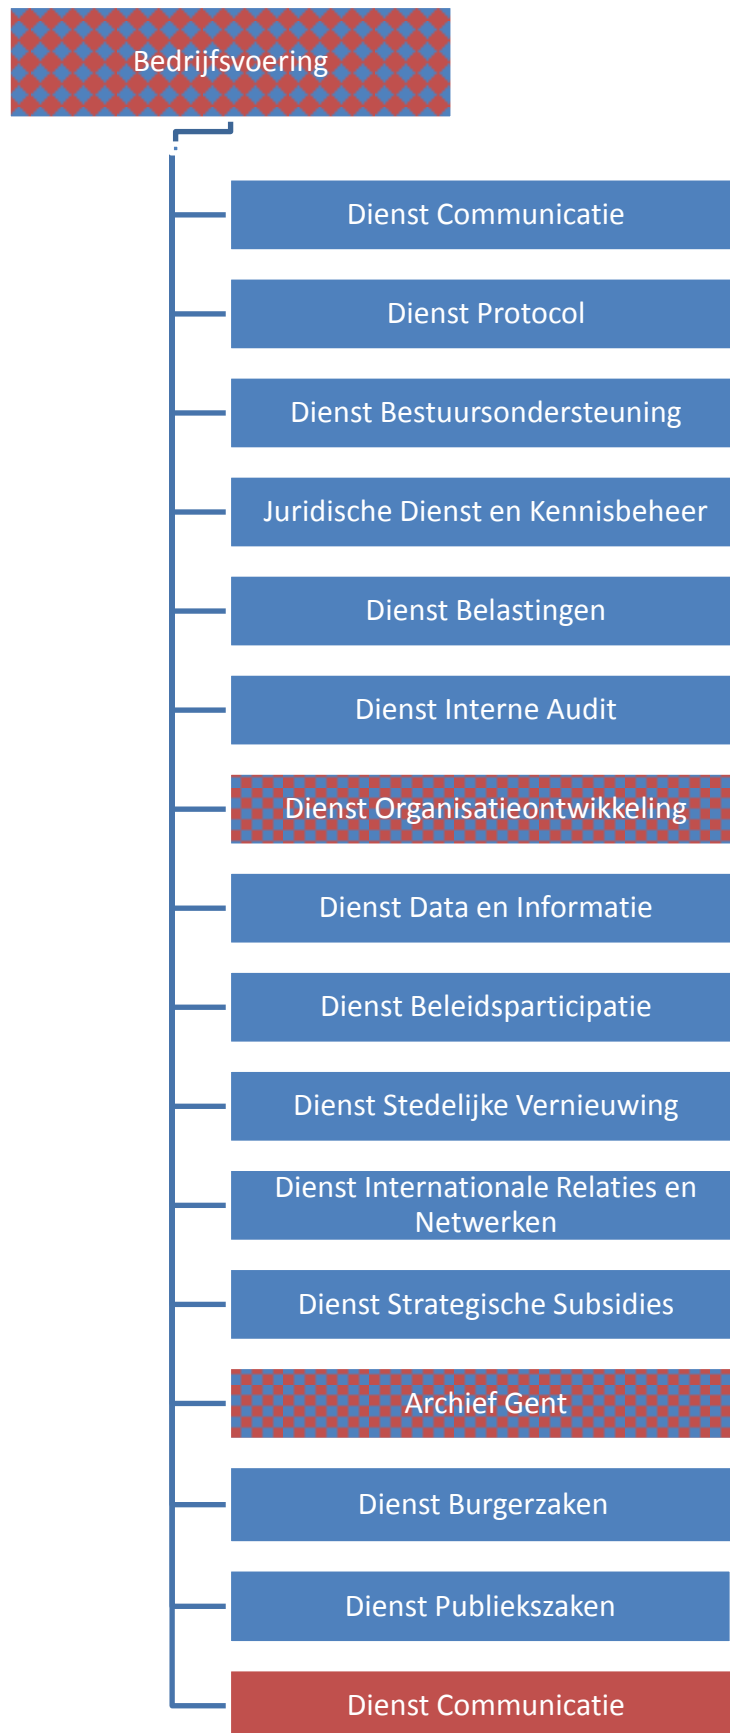 Bedrijfsvoering
Dienst Communicatie
Dienst Protocol
Dienst Bestuursondersteuning
Juridische Dienst en Kennisbeheer
Dienst Belastingen
Dienst Interne Audit
Dienst Organisatieontwikkeling
Dienst Data en Informatie
Dienst Beleidsparticipatie
Dienst Stedelijke Vernieuwing
Dienst Internationale Relaties en
Netwerken
Dienst Strategische Subsidies
Archief Gent
Dienst Burgerzaken
Dienst Publiekszaken
Dienst Communicatie